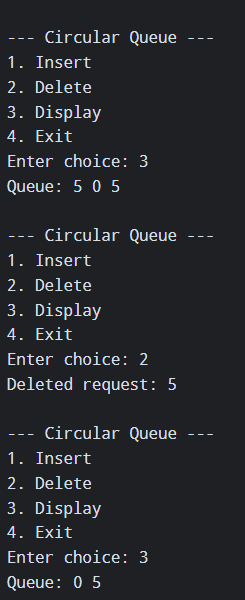 --- Circular Queue ---
1. Insert
2. Delete
3. Display
4. Exit
Enter choice: 3
Queue: 5 0 5
--- Circular Queue ---
1. Insert
2. Delete
3. Display
4. Exit
Enter choice: 2
Deleted request: 5
--- Circular Queue ---
1. Insert
2. Delete
3. Display
4. Exit
Enter choice: 3
Queue: 0 5